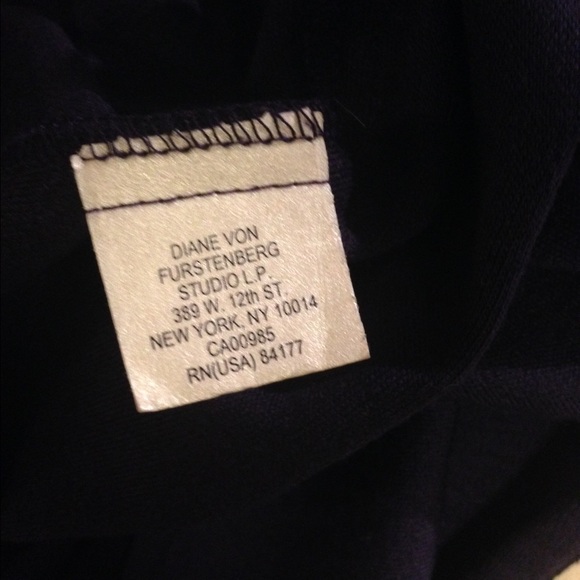 DIANE VON
FURSTENBERG
STUDIO L.P.
389 W. 12th ST.
NEW YORK, NY 10014
CA00985
RN(USA) 84177